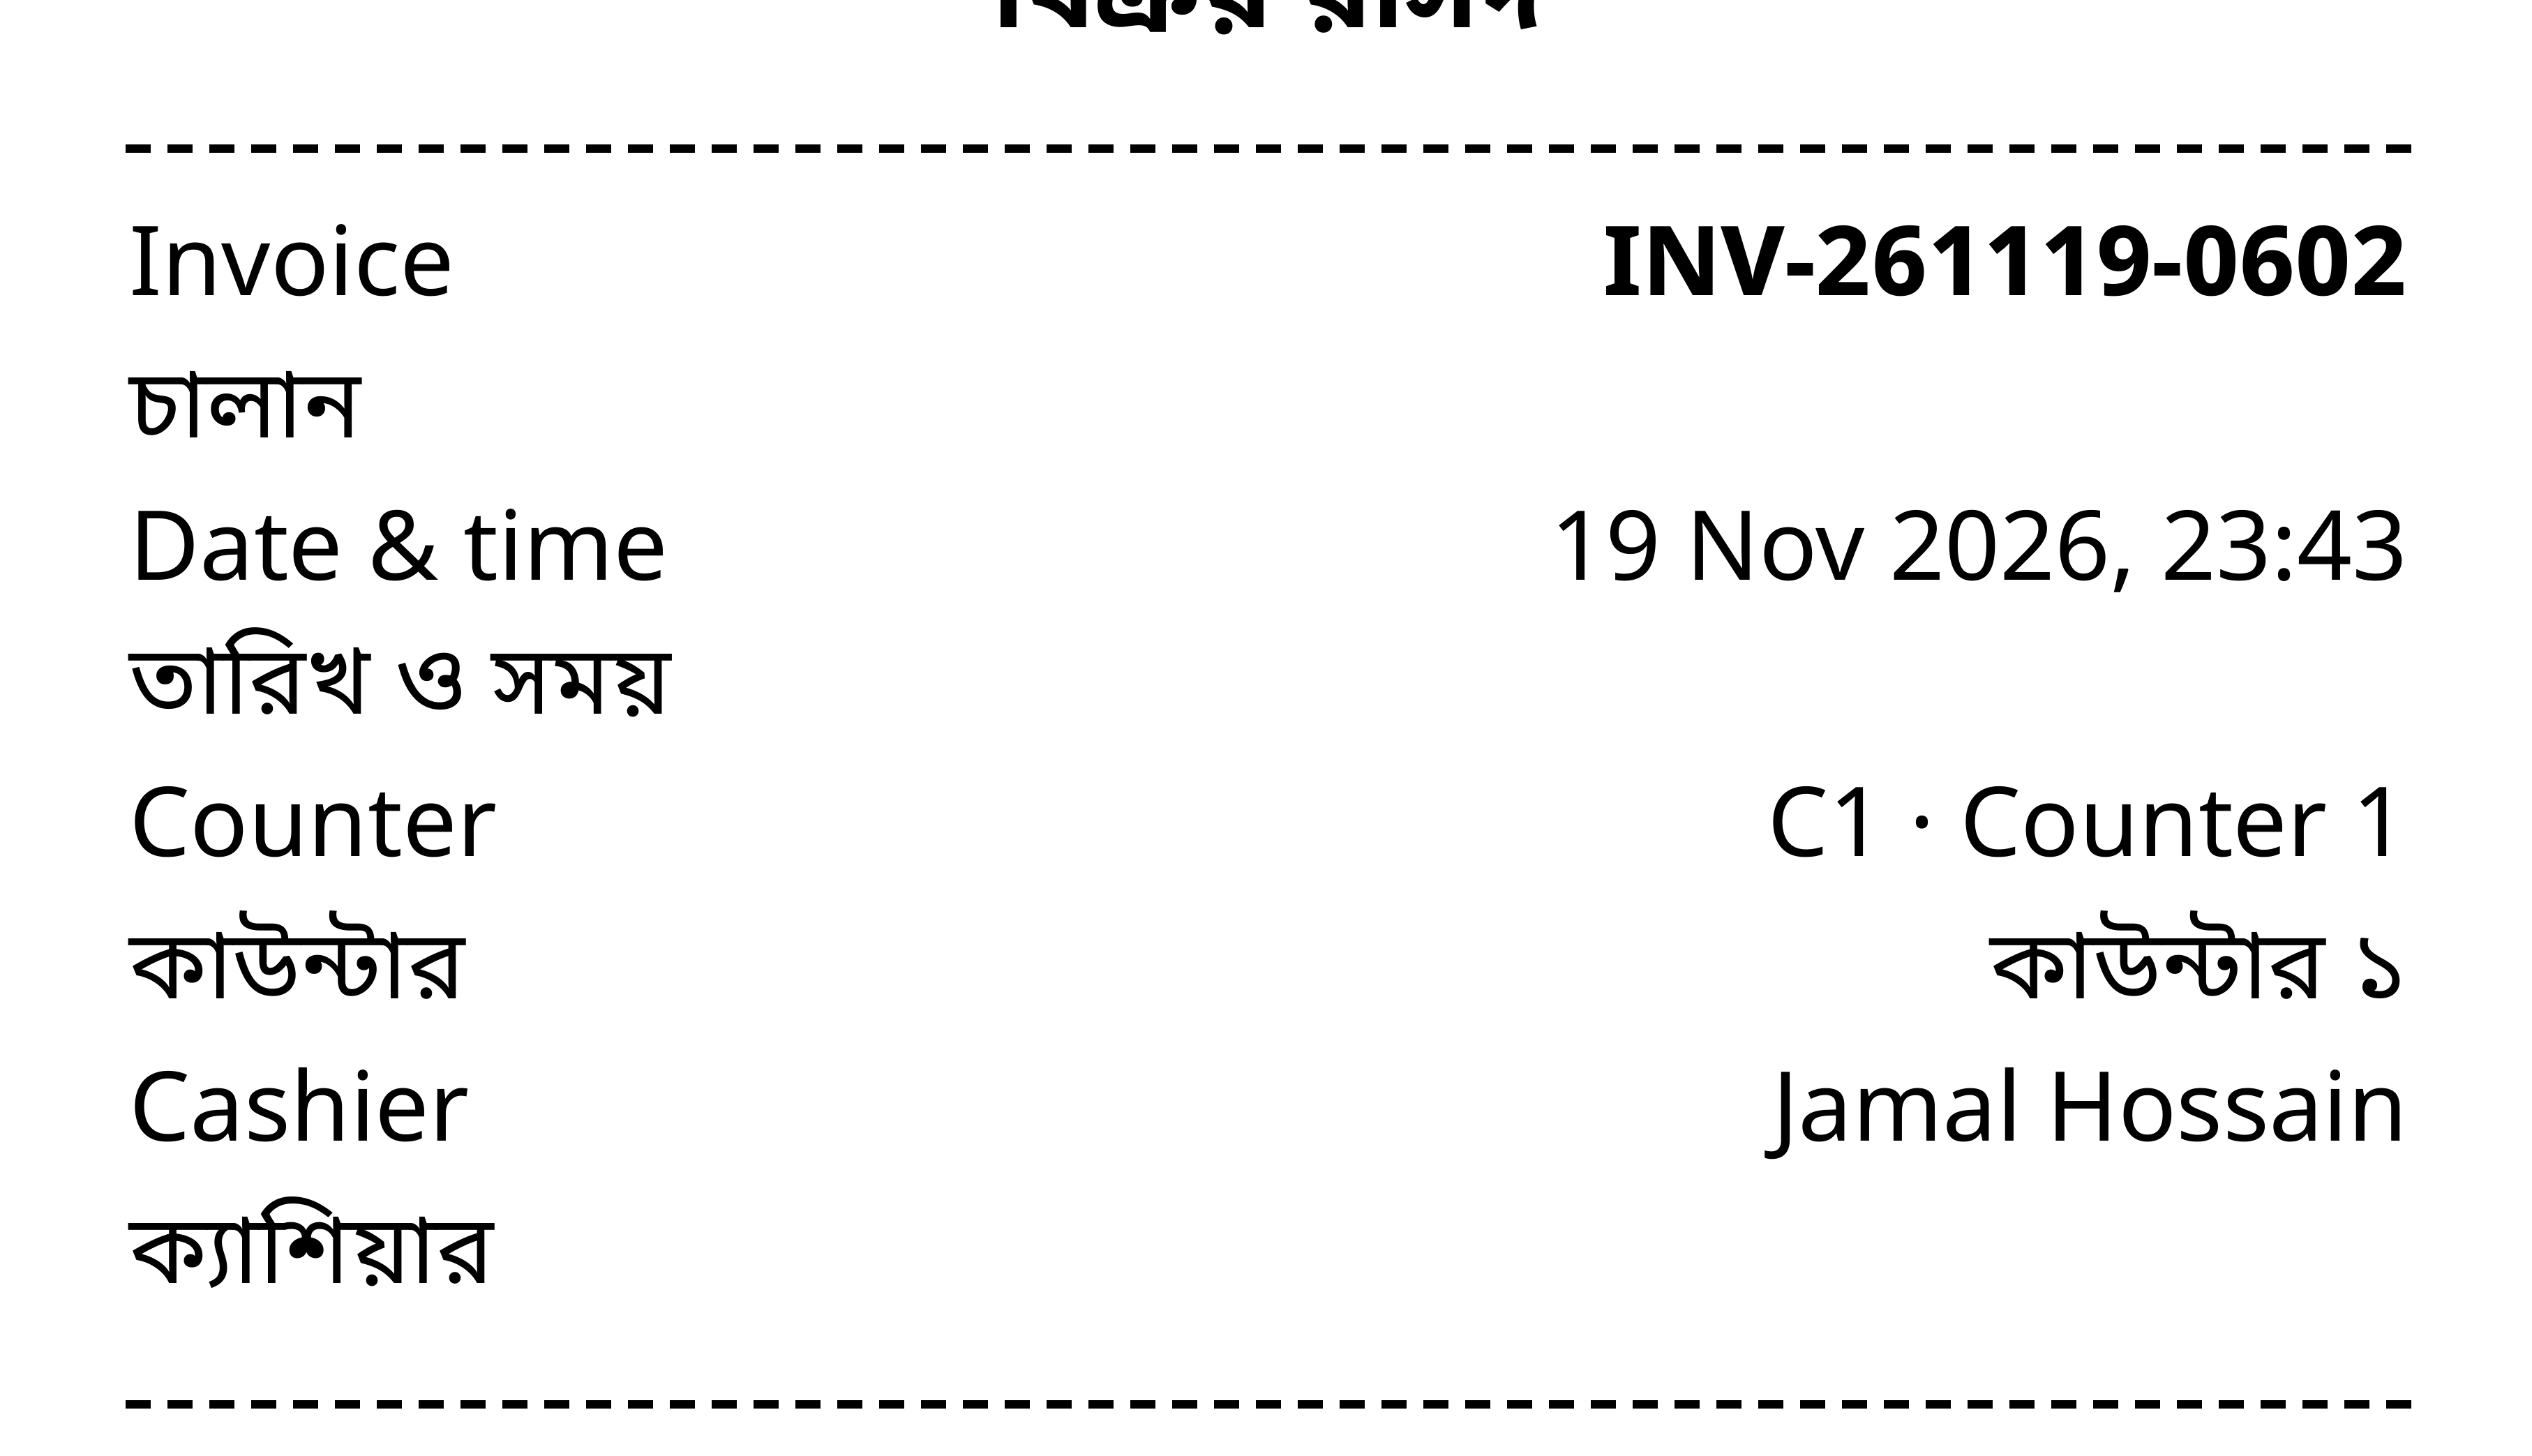 Invoice INV-261119-0602
চালান
Date & time 19 Nov 2026, 23:43
তারিখ ও সময়
Counter C1 · Counter 1
কাউন্টার কাউন্টার ১
Cashier Jamal Hossain
ক্যাশিয়ার